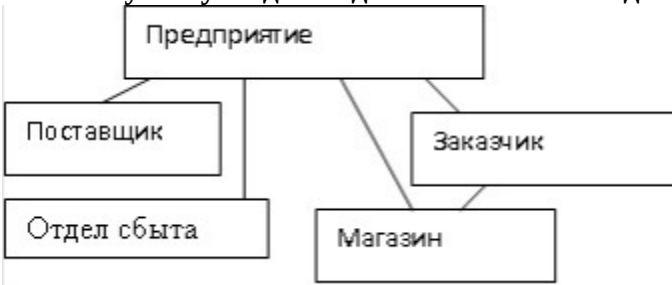 Предприятие
Поставщик
Заказчик
Отдел сбыта
Магазин